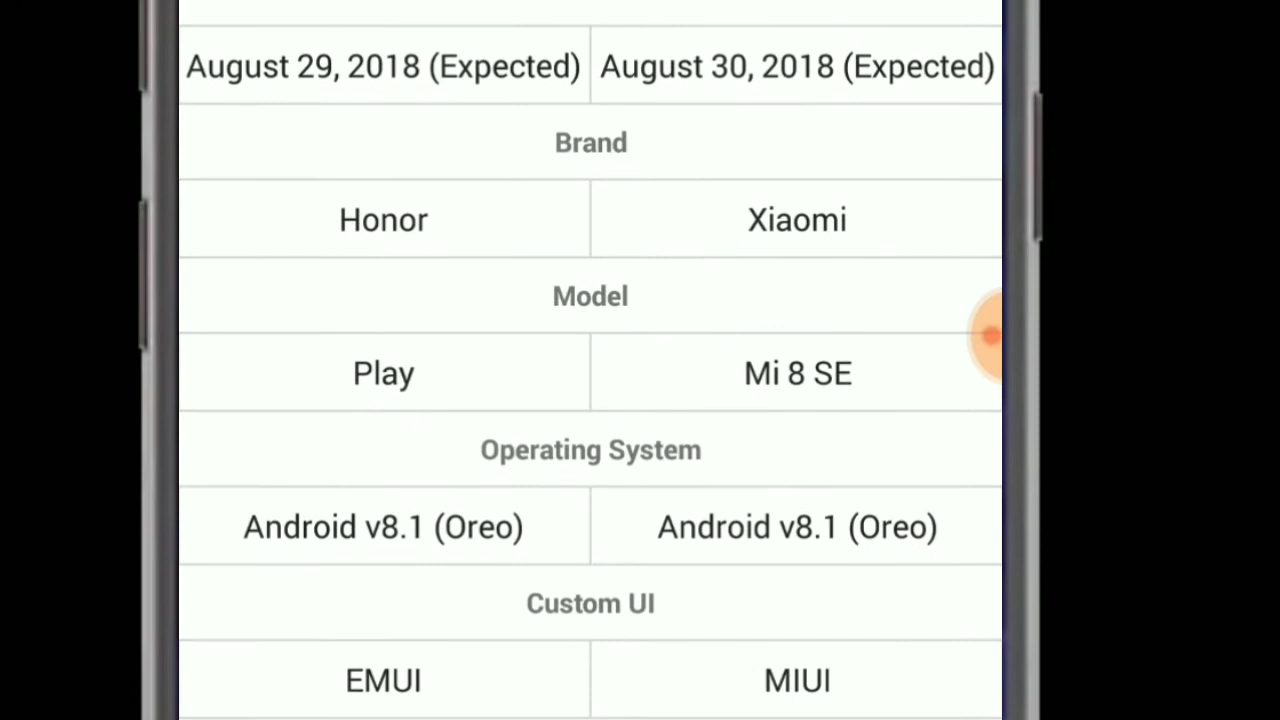 August 29, 2018 (Expected) August 30, 2018 (Expected)
Brand
Honor Xiaomi
Model
Play Mi 8 SE
Operating System
Android v8.1 (Oreo) Android v8.1 (Oreo)
Custom UI
EMUI MIUI